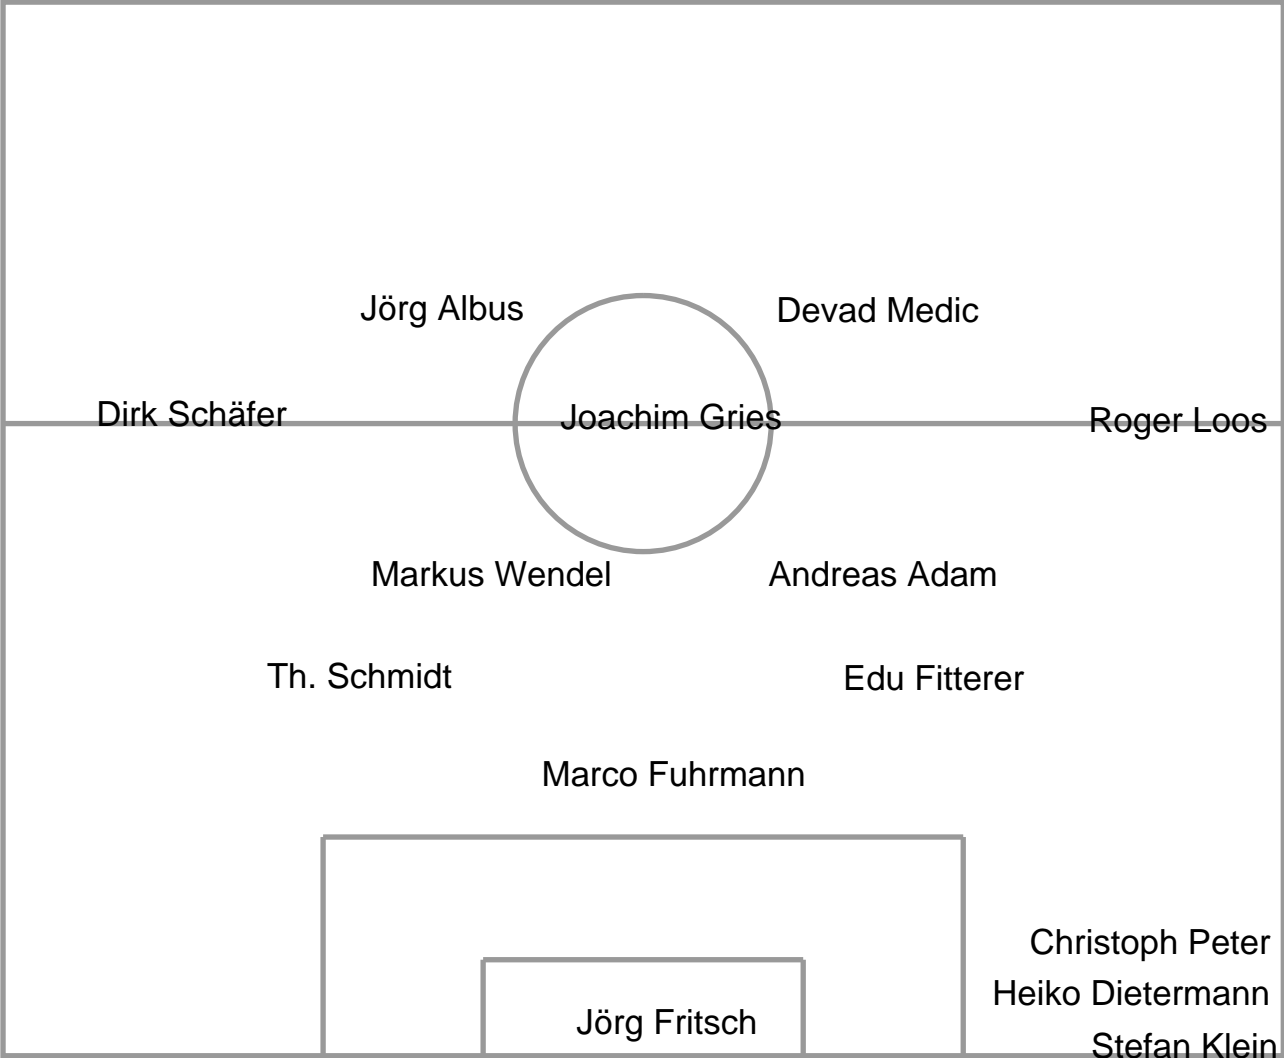 Jörg Albus
Devad Medic
Dirk Schäfer
Joachim Gries
Roger Loos
Markus Wendel
Andreas Adam
Th. Schmidt
Edu Fitterer
Marco Fuhrmann
Christoph Peter
Heiko Dietermann
Jörg Fritsch
Stefan Klein